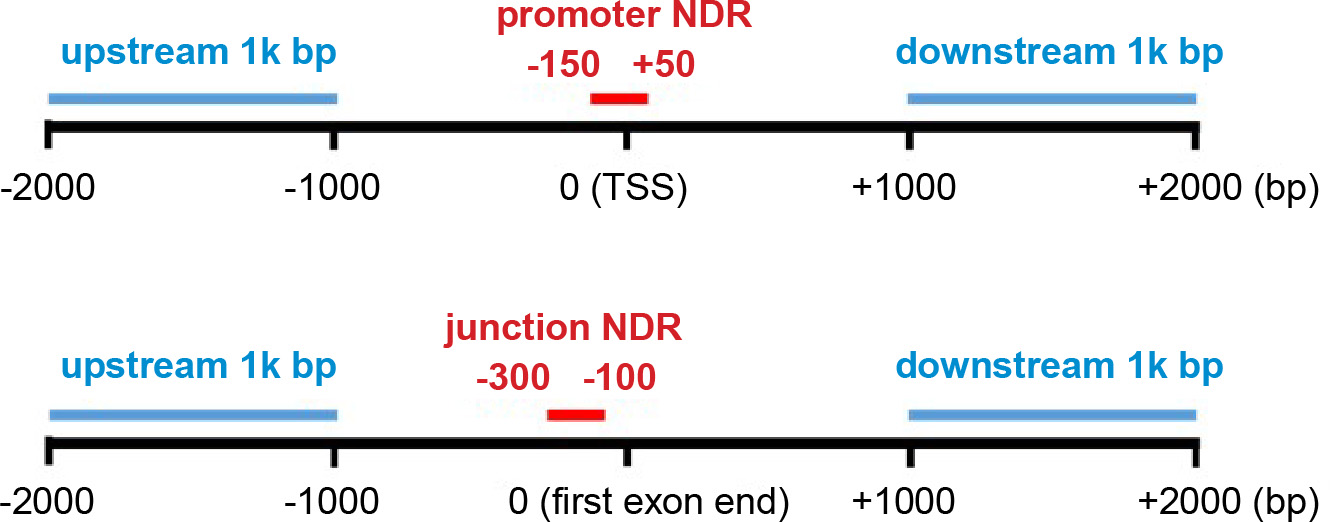 promoter NDR
upstream 1k bp -150 +50 downstream 1k bp
-2000 -1000 0 (TSS) +1000 +2000 (bp)
junction NDR
upstream 1k bp -300 -100 downstream 1k bp
-2000 -1000 0 (first exon end) +1000 +2000 (bp)